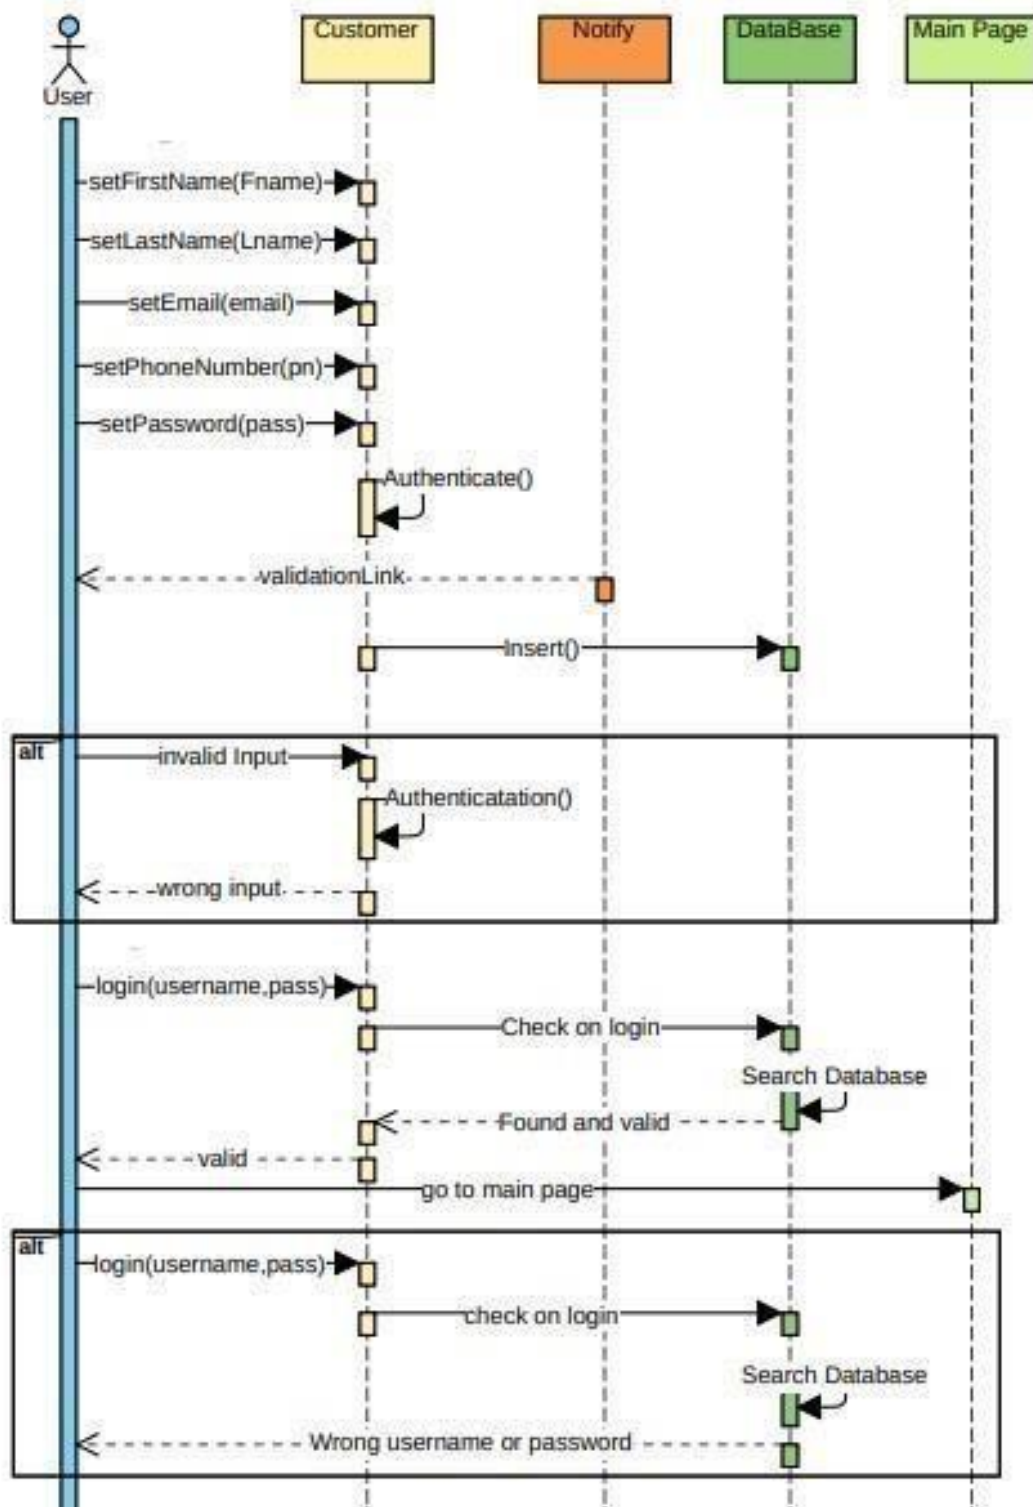 Customer
Notify
DataBase
Main Page
User
setFirstName(Fname)
setLastName(Lname)
setEmail(email)
setPhoneNumber(pn)
setPassword(pass)
Authenticate()
validationLink
Insert()
alt
invalid Input
Authenticatation()
wrong input
login(username,pass)
Check on login
Search Database
Found and valid
valid
go to main page
alt
login(username,pass)
check on login
Search Database
Wrong username or password